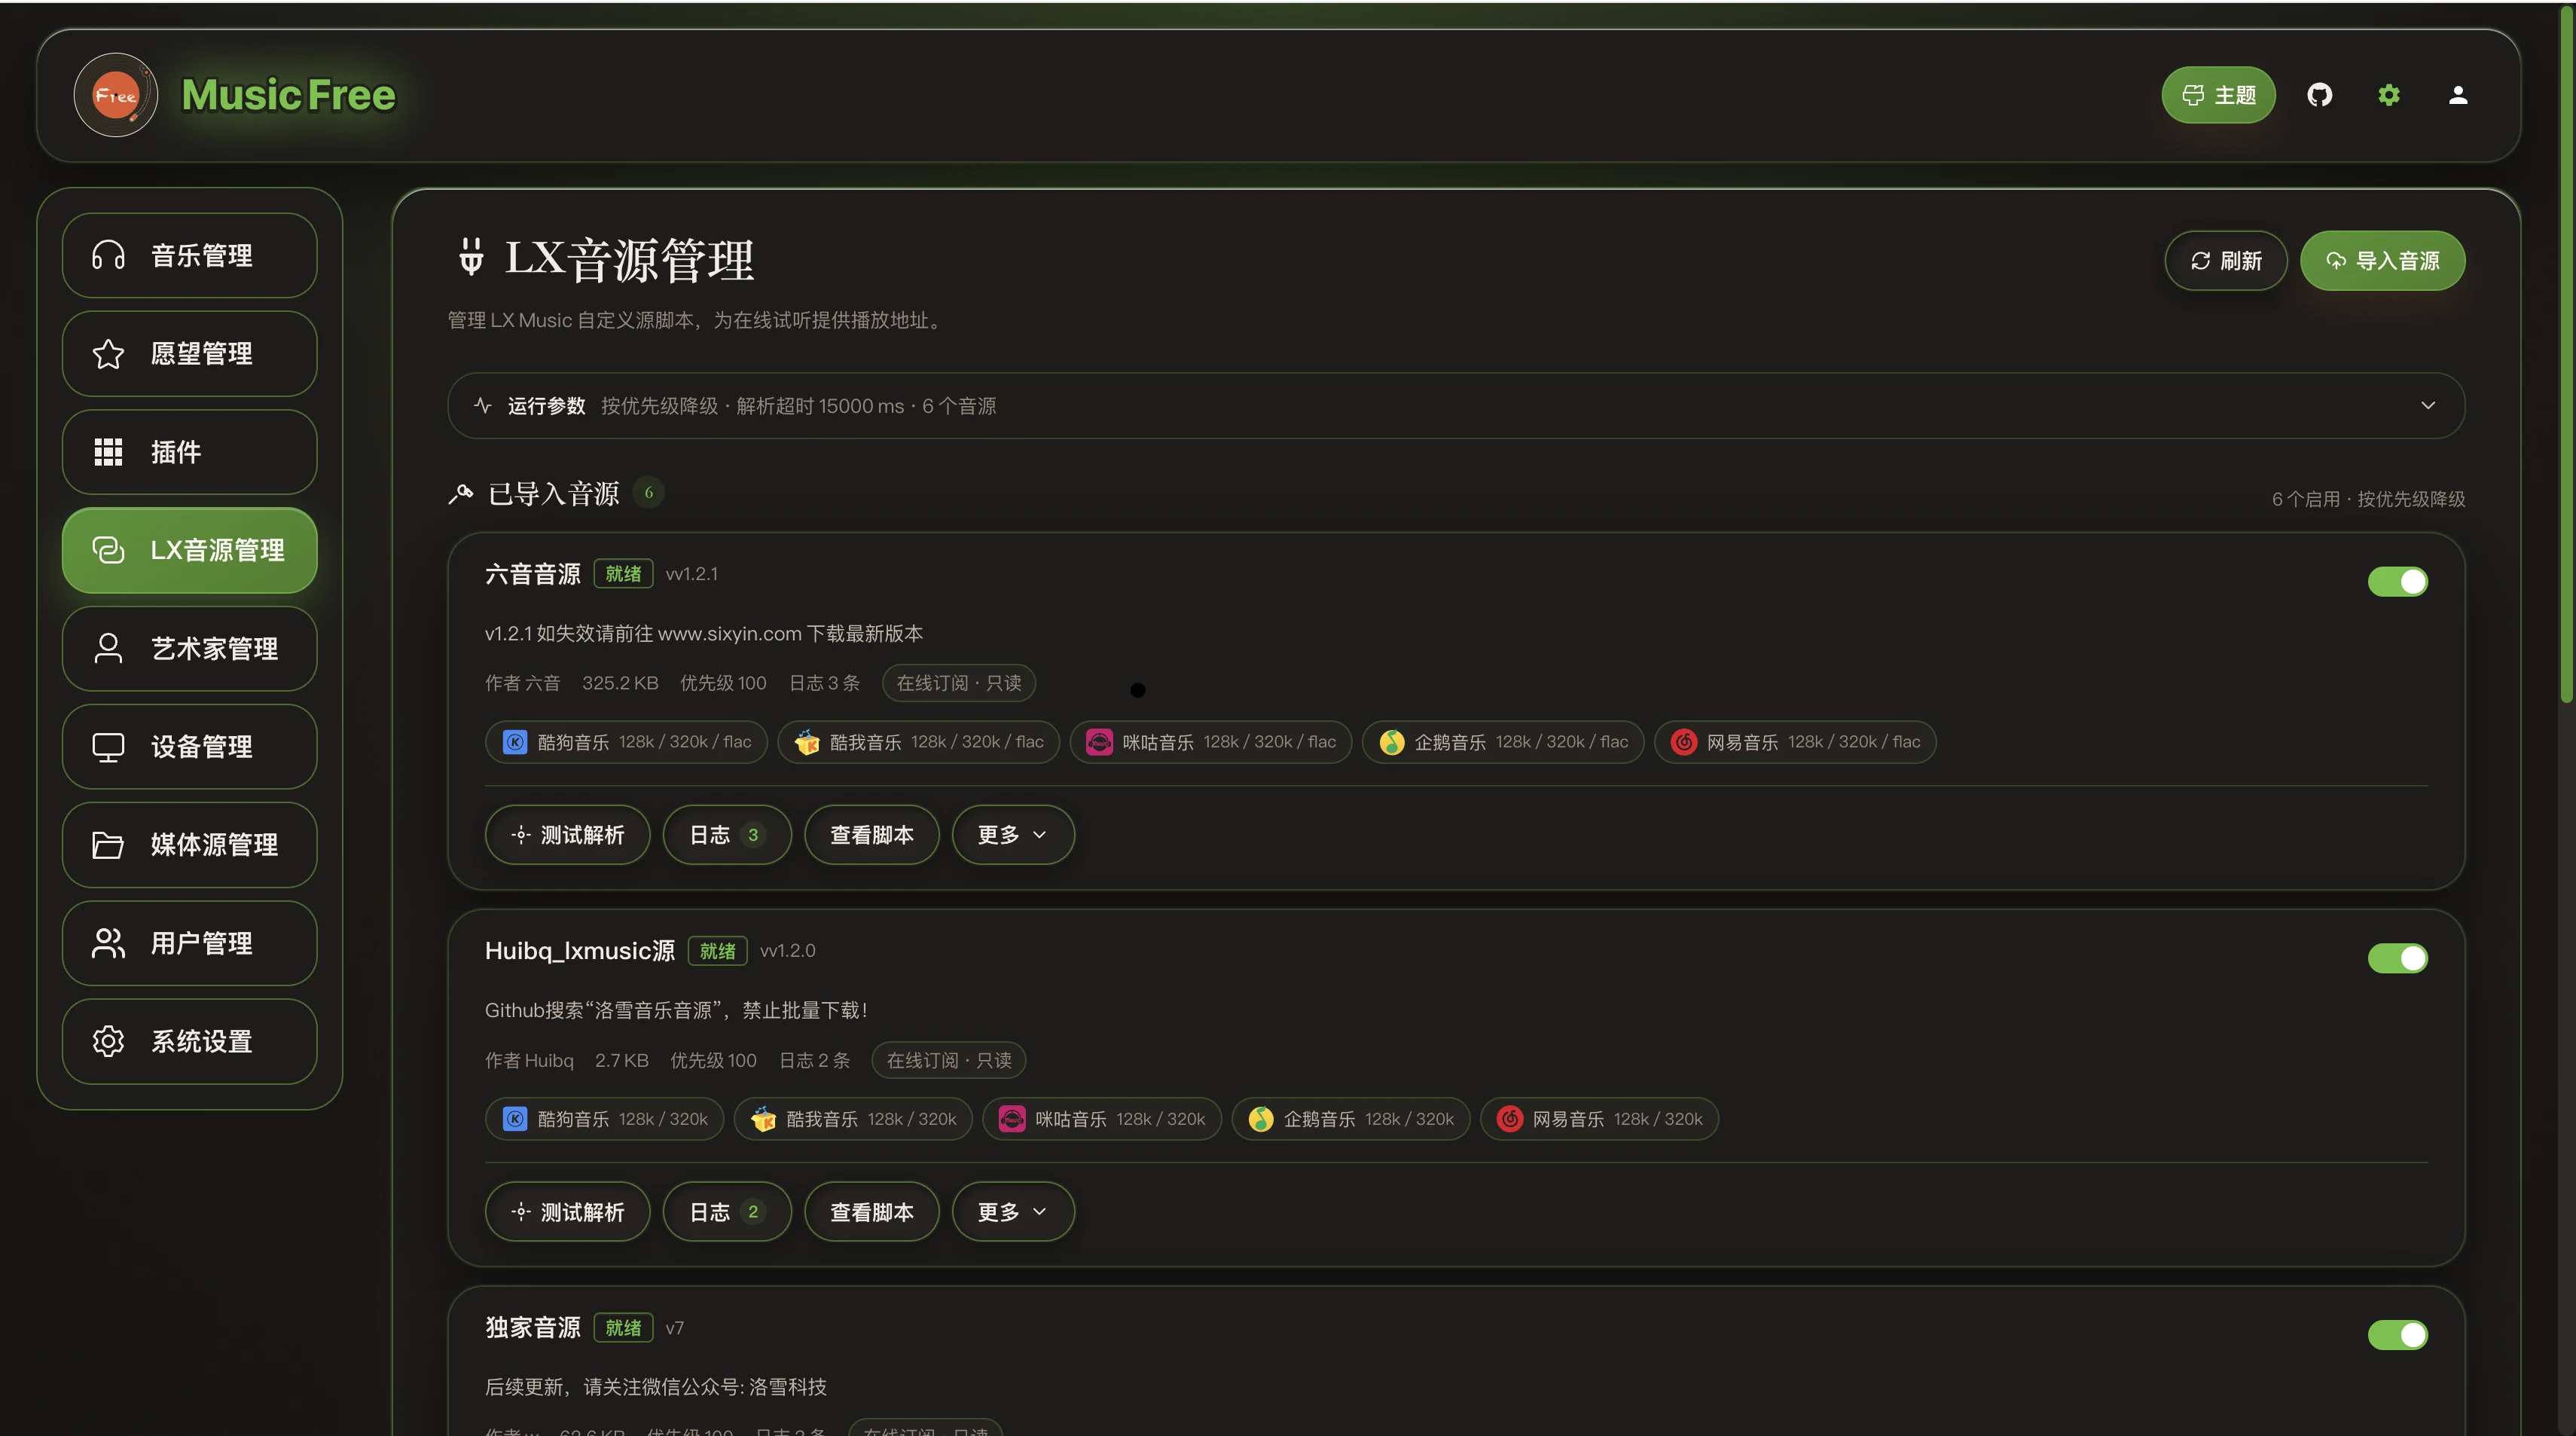 Free
Music Free
主题
音乐管理
愿望管理
插件
LX音源管理
艺术家管理
设备管理
媒体源管理
用户管理
系统设置
LX音源管理
刷新
导入音源
管理 LX Music 自定义源脚本，为在线试听提供播放地址。
运行参数 按优先级降级 · 解析超时 15000 ms · 6 个音源
已导入音源 6
6 个启用 · 按优先级降级
六音音源 就绪 vv1.2.1
v1.2.1 如失效请前往 www.sixyin.com 下载最新版本
作者 六音 325.2 KB 优先级 100 日志 3 条 在线订阅 · 只读
酷狗音乐 128k / 320k / flac 酷我音乐 128k / 320k / flac 咪咕音乐 128k / 320k / flac 企鹅音乐 128k / 320k / flac 网易音乐 128k / 320k / flac
测试解析 日志 3 查看脚本 更多
Huibq_lxmusic源 就绪 vv1.2.0
Github搜索“洛雪音乐音源”，禁止批量下载！
作者 Huibq 2.7 KB 优先级 100 日志 2 条 在线订阅 · 只读
酷狗音乐 128k / 320k 酷我音乐 128k / 320k 咪咕音乐 128k / 320k 企鹅音乐 128k / 320k 网易音乐 128k / 320k
测试解析 日志 2 查看脚本 更多
独家音源 就绪 v7
后续更新，请关注微信公众号: 洛雪科技